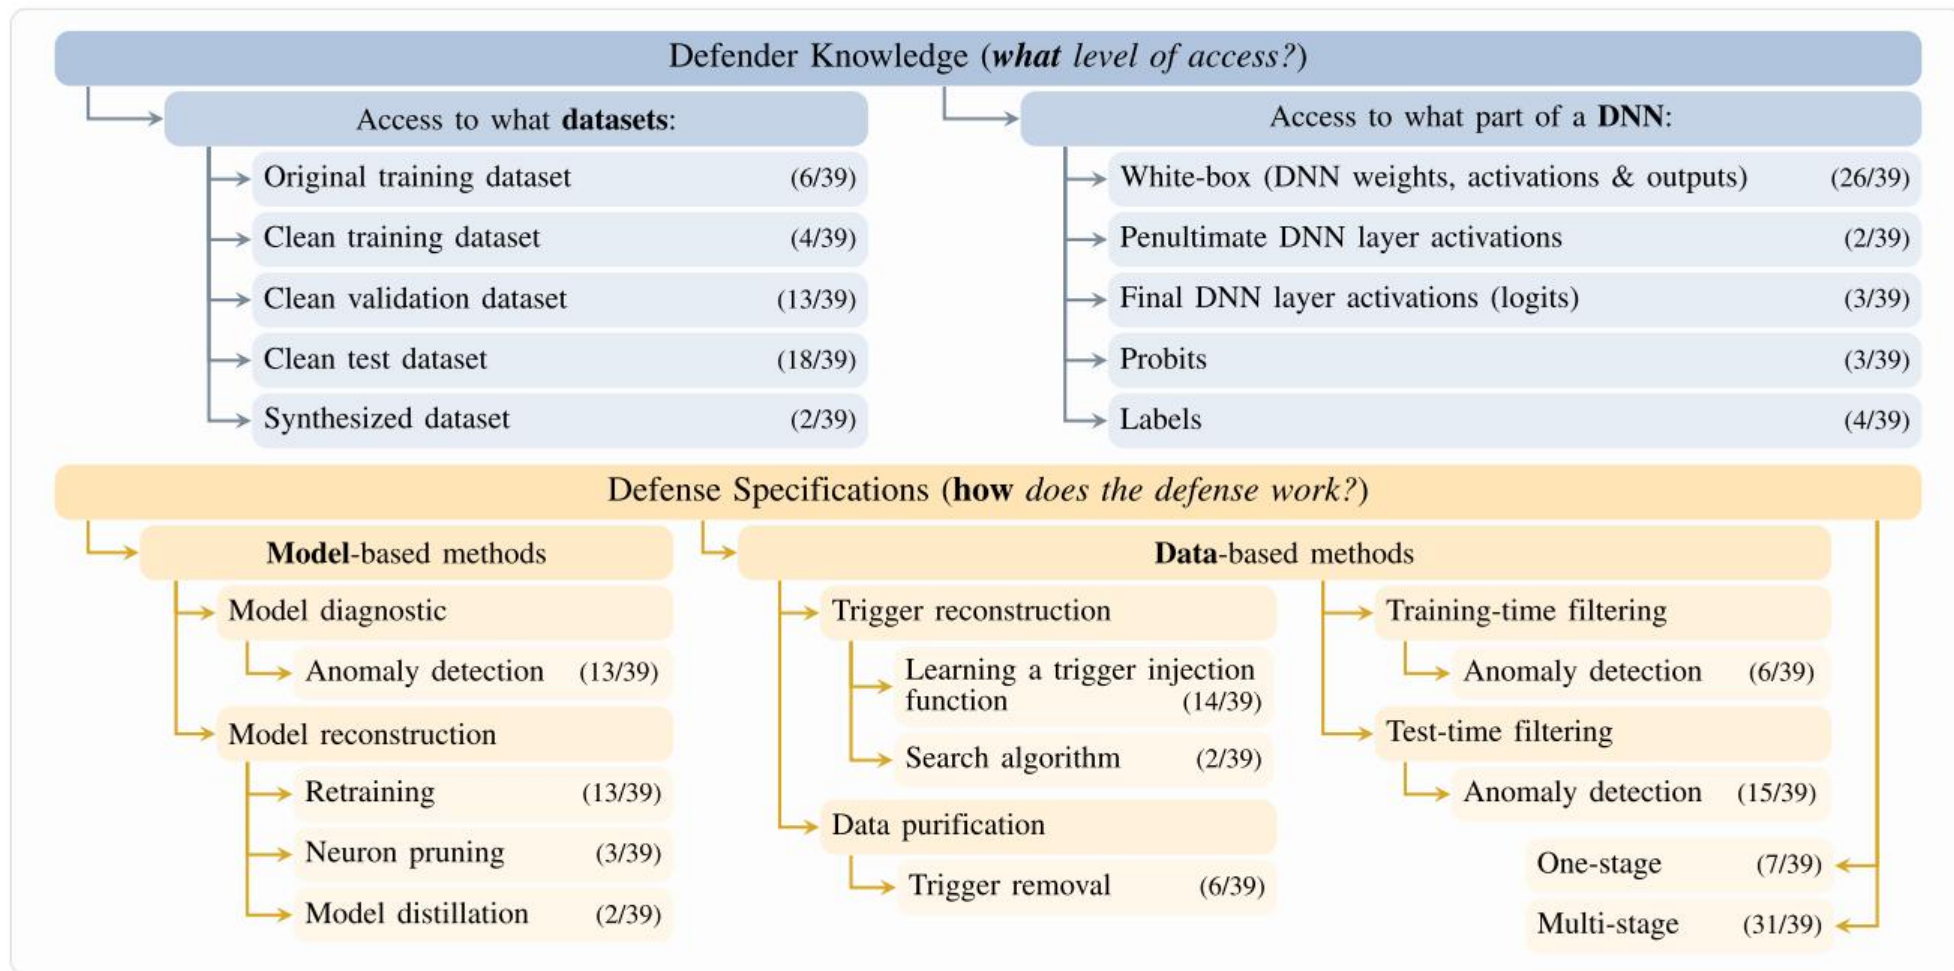 Defender Knowledge (what level of access?)
Access to what datasets:
Original training dataset (6/39)
Clean training dataset (4/39)
Clean validation dataset (13/39)
Clean test dataset (18/39)
Synthesized dataset (2/39)
Access to what part of a DNN:
White-box (DNN weights, activations & outputs) (26/39)
Penultimate DNN layer activations (2/39)
Final DNN layer activations (logits) (3/39)
Probits (3/39)
Labels (4/39)
Defense Specifications (how does the defense work?)
Model-based methods
Model diagnostic
Anomaly detection (13/39)
Model reconstruction
Retraining (13/39)
Neuron pruning (3/39)
Model distillation (2/39)
Data-based methods
Trigger reconstruction
Learning a trigger injection
function (14/39)
Search algorithm (2/39)
Data purification
Trigger removal (6/39)
Training-time filtering
Anomaly detection (6/39)
Test-time filtering
Anomaly detection (15/39)
One-stage (7/39)
Multi-stage (31/39)